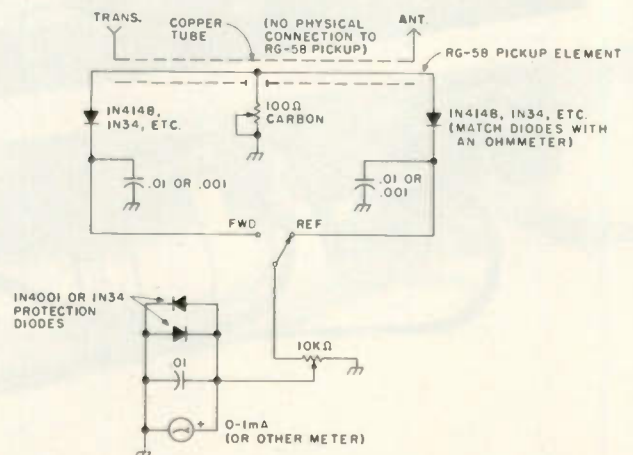 TRANS.
COPPER
TUBE
(NO PHYSICAL
CONNECTION TO
RG-58 PICKUP)
ANT.
RG-58 PICKUP ELEMENT
1N4148,
1N34, ETC.
100Ω
CARBON
1N4148, 1N34, ETC.
(MATCH DIODES WITH
AN OHMMETER)
.01 OR .001
.01 OR
.001
FWD
REF
1N4001 OR 1N34
PROTECTION
DIODES
.01
10KΩ
+
0-1mA
(OR OTHER METER)